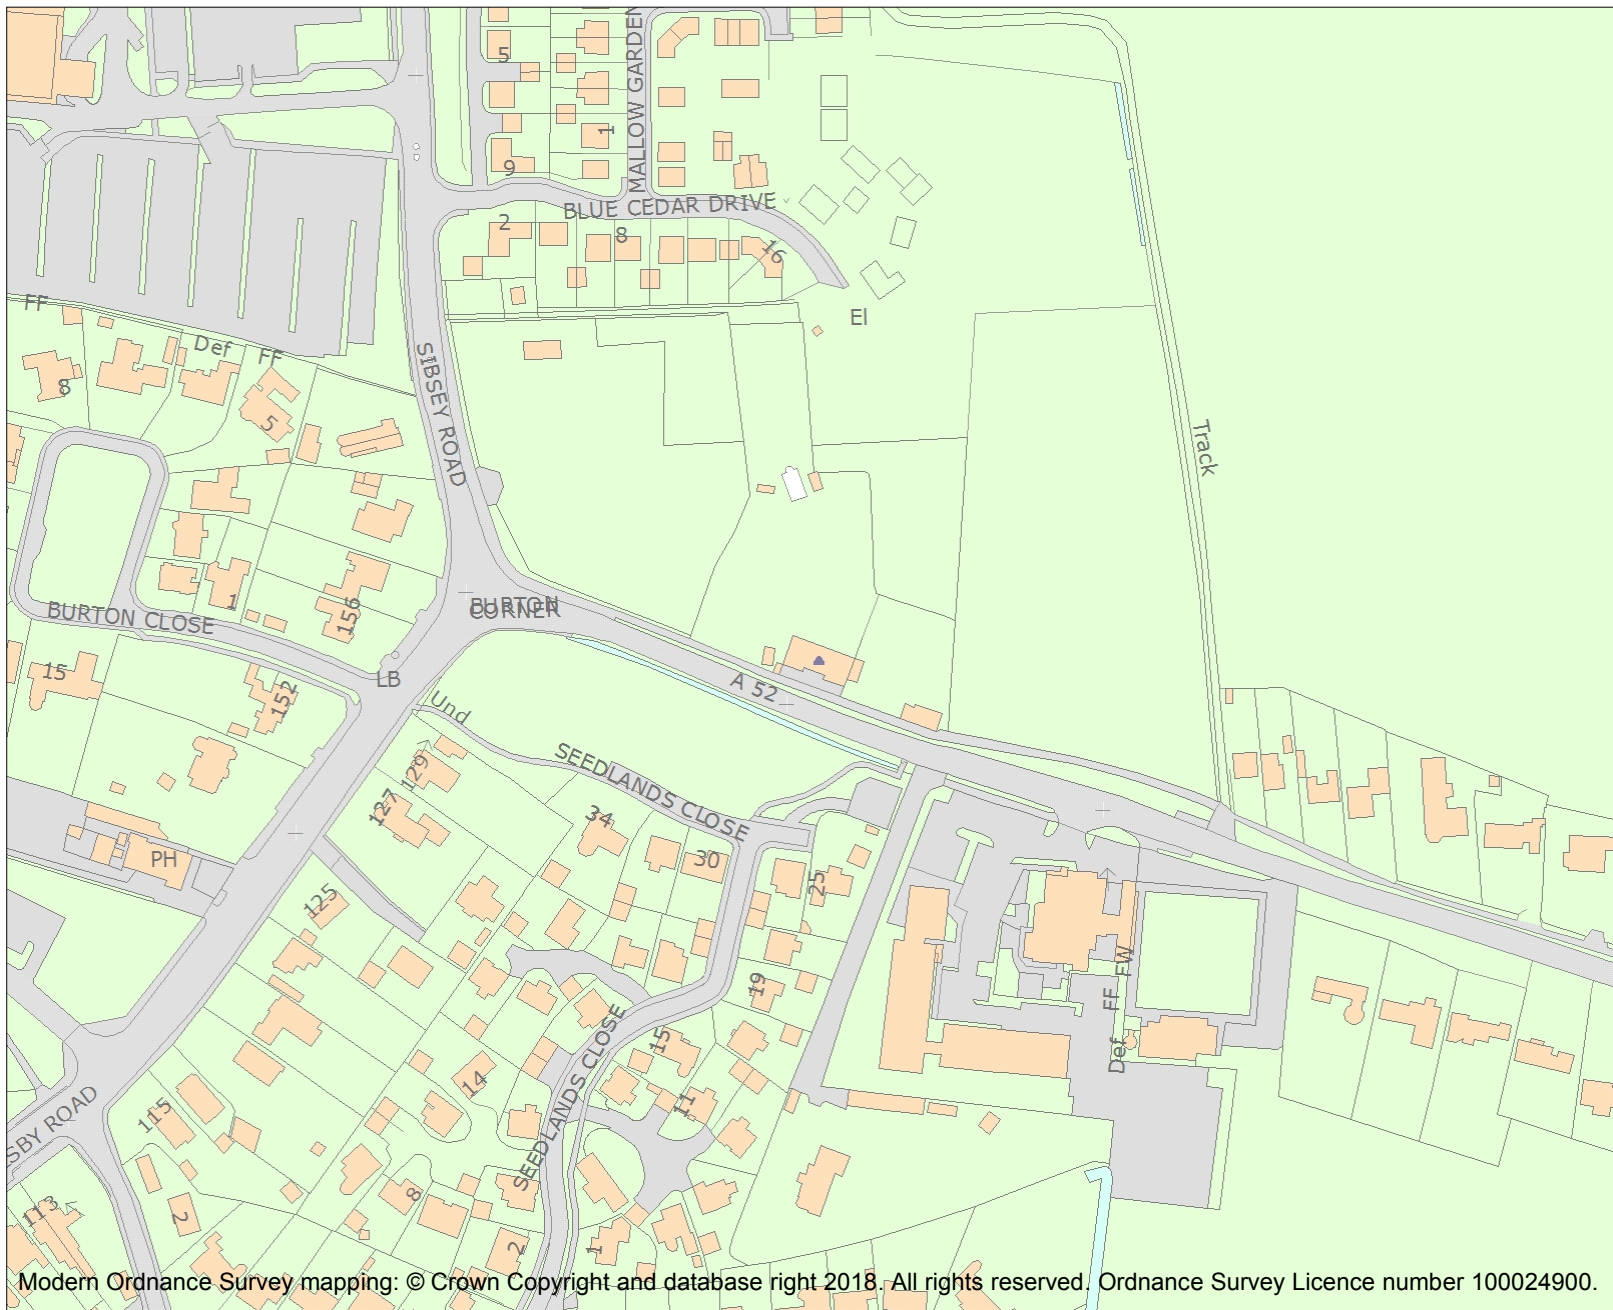 5
MALLOW GARDEN
1
9
BLUE CEDAR DRIVE
2
8
16
FF
El
Def
FF
8
5
SIBSEY ROAD
Track
BURTON
CORNER
1
156
BURTON CLOSE
15
LB
152
Und
A 52
129
SEEDLANDS CLOSE
127
34
30
PH
25
125
FW
FF
Def
19
15
SEEDLANDS CLOSE
14
11
115
SBY ROAD
8
2
113
2
1
Modern Ordnance Survey mapping: © Crown Copyright and database right 2018. All rights reserved. Ordnance Survey Licence number 100024900.